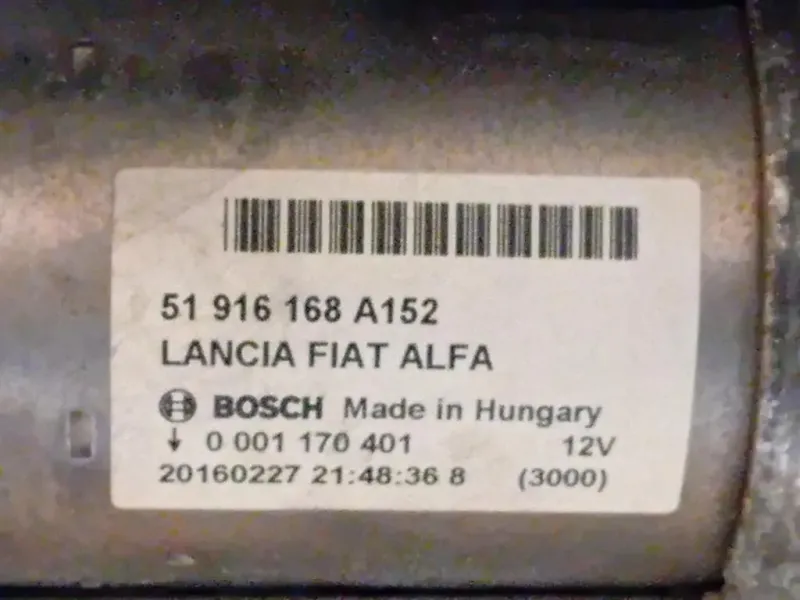 51 916 168 A152
LANCIA FIAT ALFA
BOSCH Made in Hungary
↓ 0 001 170 401 12V
20160227 21:48:36 8 (3000)